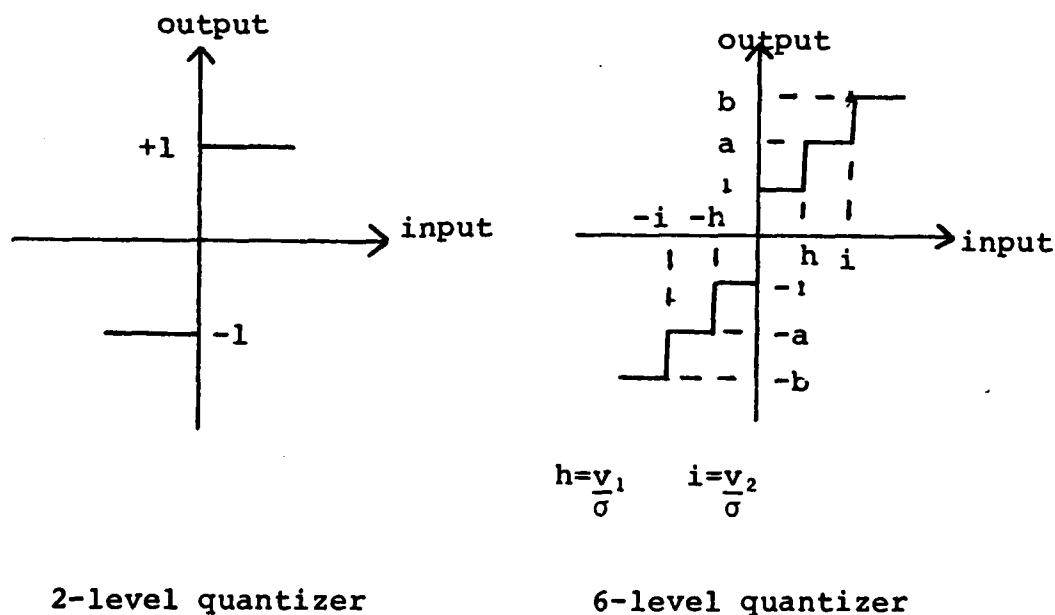 output
+1
input
-1
2-level quantizer
output
b
a
1
-i -h
input
h i
-1
-a
-b
h=v₁/σ i=v₂/σ
6-level quantizer